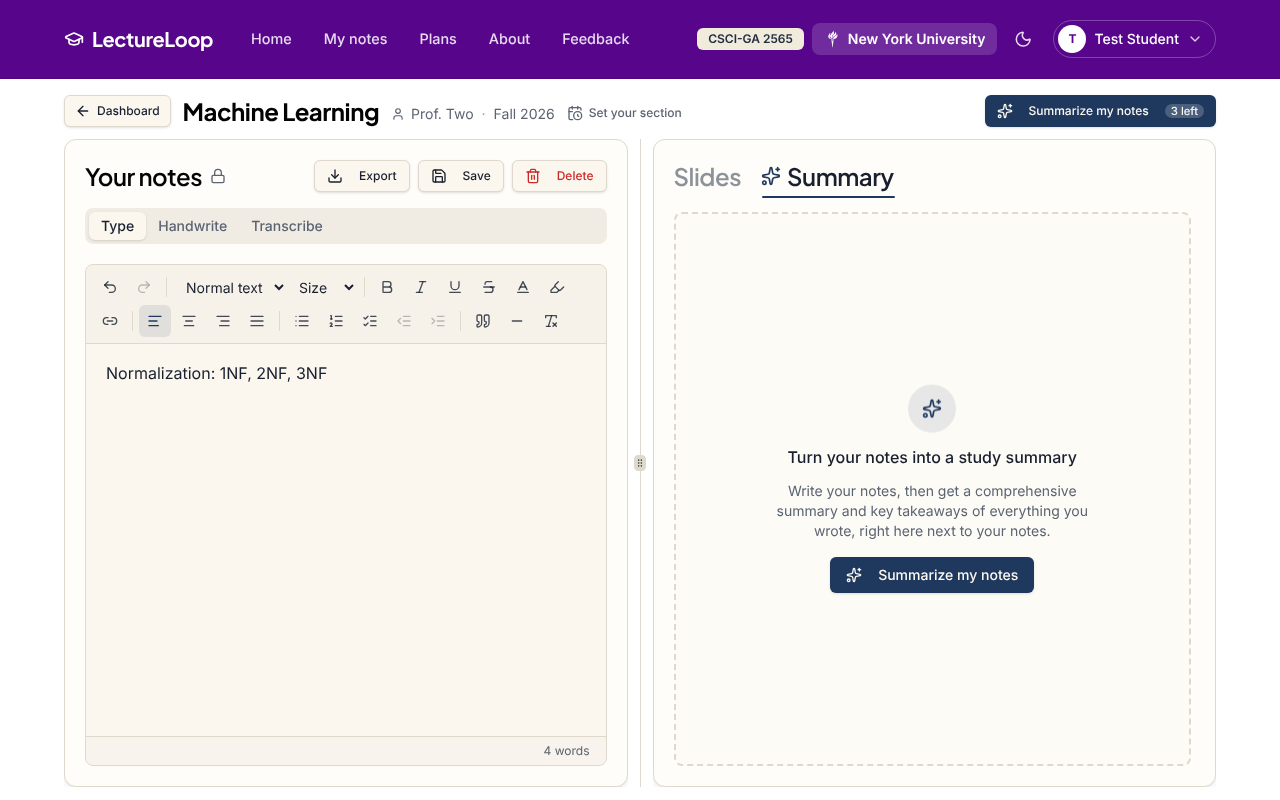 LectureLoop Home My notes Plans About Feedback CSCI-GA 2565 New York University T Test Student
Dashboard Machine Learning Prof. Two · Fall 2026 Set your section Summarize my notes 3 left
Your notes Export Save Delete
Type Handwrite Transcribe
Normal text Size
Normalization: 1NF, 2NF, 3NF
4 words
Slides Summary
Turn your notes into a study summary
Write your notes, then get a comprehensive
summary and key takeaways of everything you
wrote, right here next to your notes.
Summarize my notes